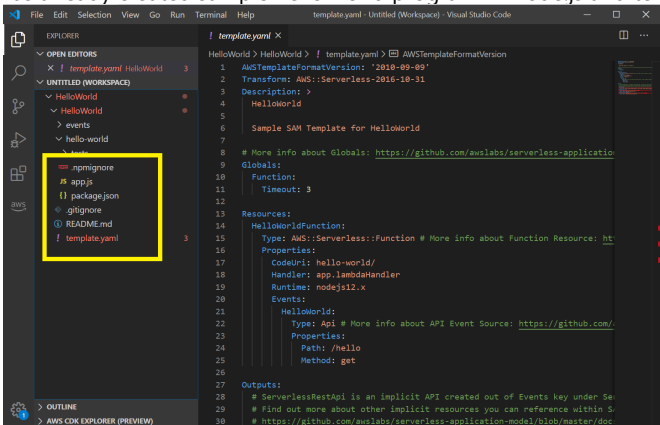 File Edit Selection View Go Run Terminal Help template.yaml - Untitled (Workspace) - Visual Studio Code
EXPLORER
OPEN EDITORS
! template.yaml HelloWorld 3
UNTITLED (WORKSPACE)
HelloWorld
HelloWorld
> events
hello-world
> tests
.npmignore
JS app.js
{} package.json
.gitignore
README.md
! template.yaml 3
> OUTLINE
> AWS CDK EXPLORER (PREVIEW)
aws
1
! template.yaml ×
HelloWorld > HelloWorld > ! template.yaml > AWSTemplateFormatVersion
1 AWSTemplateFormatVersion: '2010-09-09'
2 Transform: AWS::Serverless-2016-10-31
3 Description: >
4 HelloWorld
5
6 Sample SAM Template for HelloWorld
7
8 # More info about Globals: https://github.com/awslabs/serverless-applicatio
9 Globals:
10 Function:
11 Timeout: 3
12
13 Resources:
14 HelloWorldFunction:
15 Type: AWS::Serverless::Function # More info about Function Resource: ht
16 Properties:
17 CodeUri: hello-world/
18 Handler: app.lambdaHandler
19 Runtime: nodejs12.x
20 Events:
21 HelloWorld:
22 Type: Api # More info about API Event Source: https://github.com/
23 Properties:
24 Path: /hello
25 Method: get
26
27 Outputs:
28 # ServerlessRestApi is an implicit API created out of Events key under Se
29 # Find out more about other implicit resources you can reference within S
30 # https://github.com/awslabs/serverless-application-model/blob/master/doc